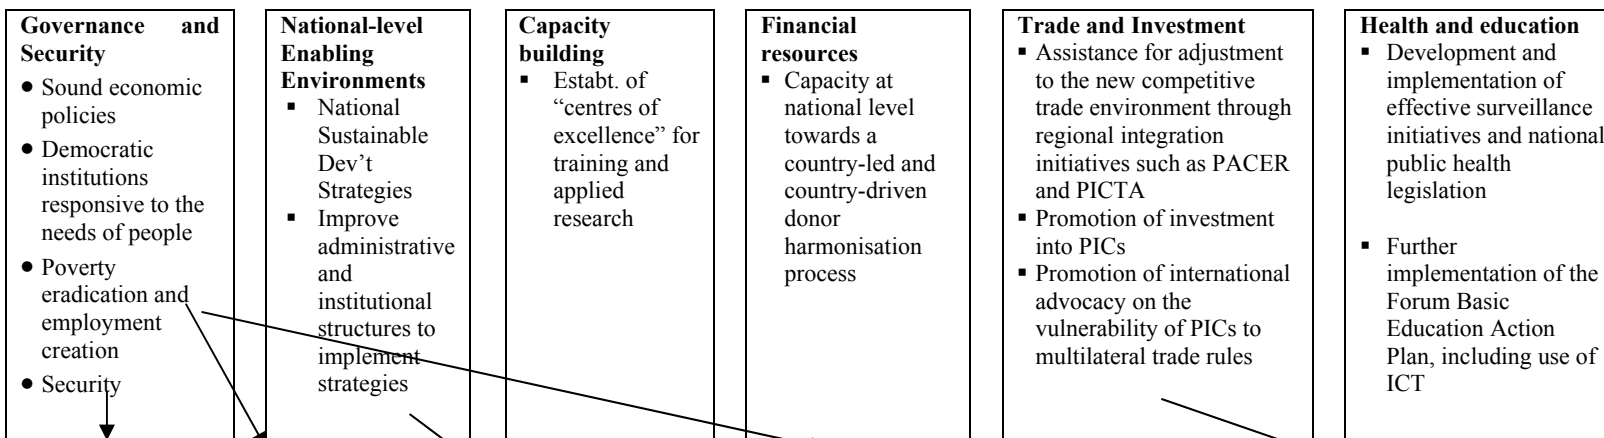 Governance and
Security
• Sound economic
policies
• Democratic
institutions
responsive to the
needs of people
• Poverty
eradication and
employment
creation
• Security
National-level
Enabling
Environments
▪ National
Sustainable
Dev’t
Strategies
▪ Improve
administrative
and
institutional
structures to
implement
strategies
Capacity
building
▪ Estabt. of
“centres of
excellence” for
training and
applied
research
Financial
resources
▪ Capacity at
national level
towards a
country-led and
country-driven
donor
harmonisation
process
Trade and Investment
▪ Assistance for adjustment
to the new competitive
trade environment through
regional integration
initiatives such as PACER
and PICTA
▪ Promotion of investment
into PICs
▪ Promotion of international
advocacy on the
vulnerability of PICs to
multilateral trade rules
Health and education
▪ Development and
implementation of
effective surveillance
initiatives and national
public health
legislation
▪ Further
implementation of the
Forum Basic
Education Action
Plan, including use of
ICT